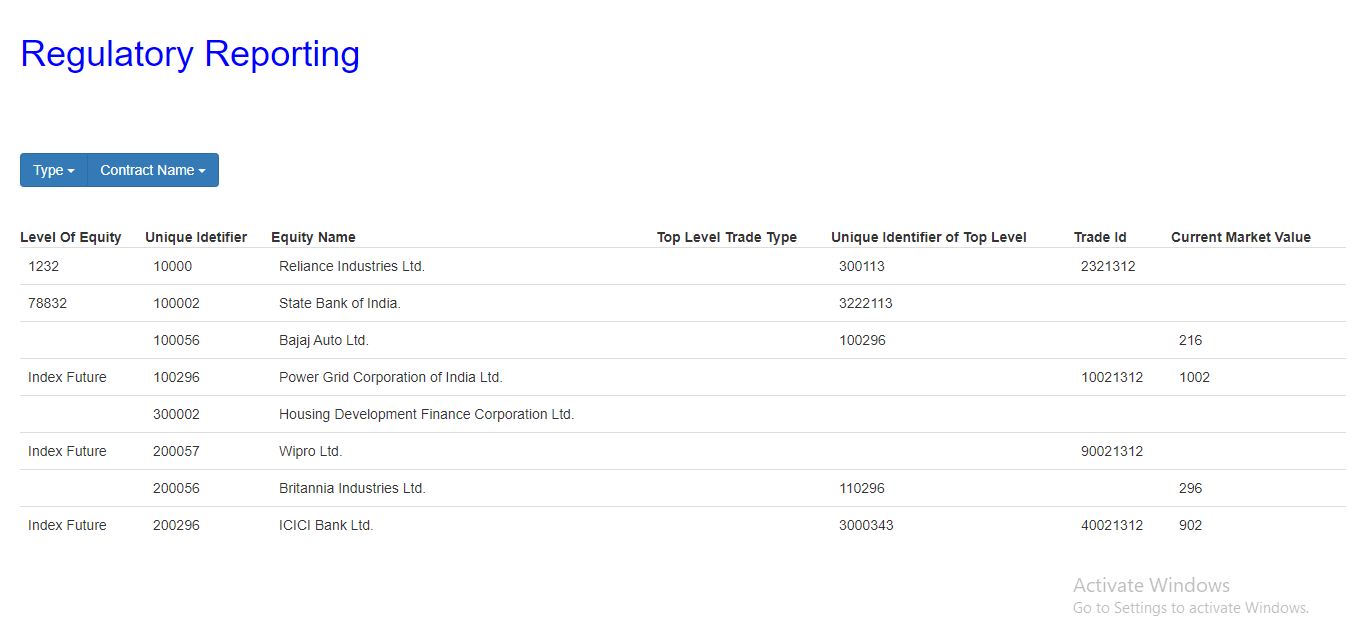 Regulatory Reporting
Type Contract Name
Level Of Equity Unique Idetifier Equity Name Top Level Trade Type Unique Identifier of Top Level Trade Id Current Market Value
1232 10000 Reliance Industries Ltd. 300113 2321312
78832 100002 State Bank of India. 3222113
100056 Bajaj Auto Ltd. 100296 216
Index Future 100296 Power Grid Corporation of India Ltd. 10021312 1002
300002 Housing Development Finance Corporation Ltd.
Index Future 200057 Wipro Ltd. 90021312
200056 Britannia Industries Ltd. 110296 296
Index Future 200296 ICICI Bank Ltd. 3000343 40021312 902
Activate Windows
Go to Settings to activate Windows.